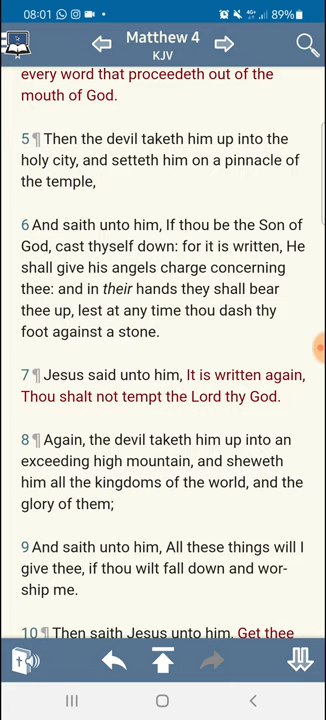 08:01
4G+
89%
Matthew 4
KJV
every word that proceedeth out of the
mouth of God.
5 ¶ Then the devil taketh him up into the
holy city, and setteth him on a pinnacle of
the temple,
6 And saith unto him, If thou be the Son of
God, cast thyself down: for it is written, He
shall give his angels charge concerning
thee: and in their hands they shall bear
thee up, lest at any time thou dash thy
foot against a stone.
7 ¶ Jesus said unto him, It is written again,
Thou shalt not tempt the Lord thy God.
8 ¶ Again, the devil taketh him up into an
exceeding high mountain, and sheweth
him all the kingdoms of the world, and the
glory of them;
9 And saith unto him, All these things will I
give thee, if thou wilt fall down and wor-
ship me.
10 ¶ Then saith Jesus unto him, Get thee